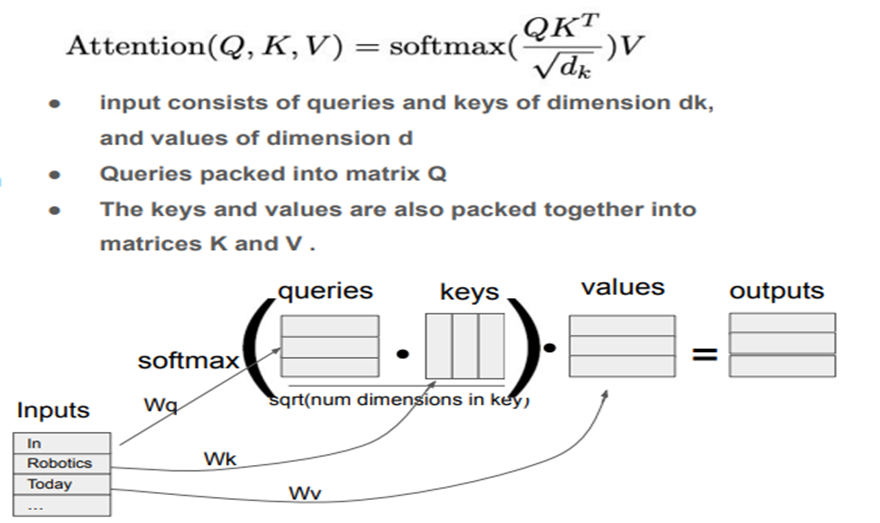 Attention(Q, K, V) = softmax(QK^T / √d_k)V
● input consists of queries and keys of dimension dk,
and values of dimension d
● Queries packed into matrix Q
● The keys and values are also packed together into
matrices K and V .
queries
keys
values
outputs
softmax
( • ) • =
sqrt(num dimensions in key)
Inputs
Wq
In
Robotics
Wk
Today
Wv
...